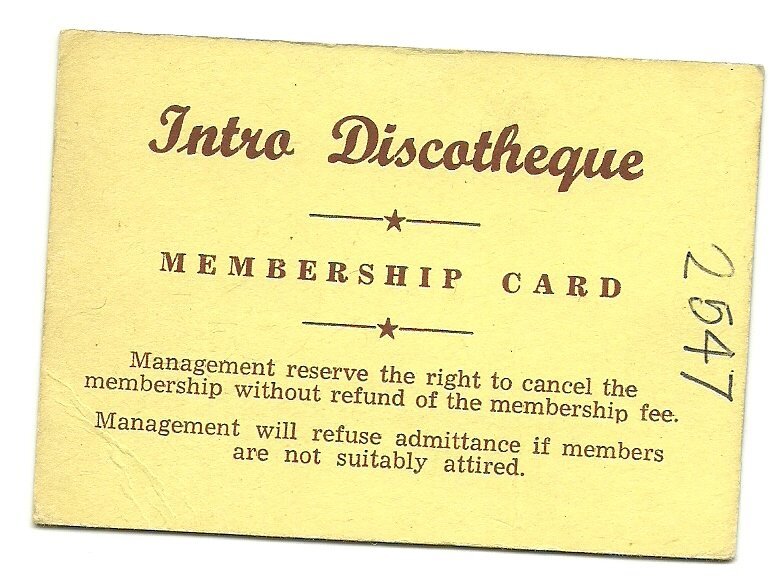 Intro Discotheque
MEMBERSHIP CARD
Management reserve the right to cancel the
membership without refund of the membership fee.
Management will refuse admittance if members
are not suitably attired.
2547